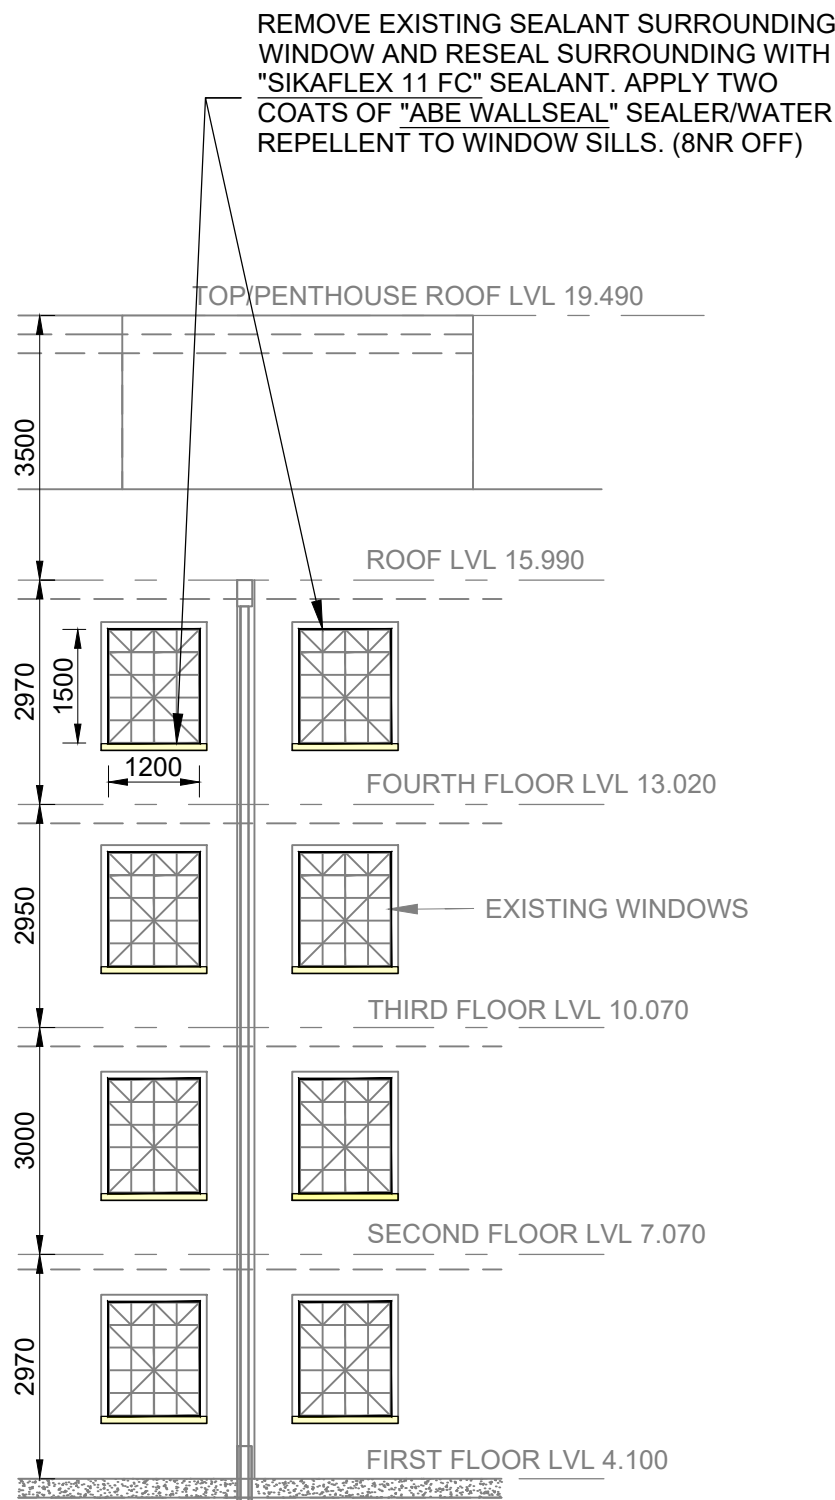 REMOVE EXISTING SEALANT SURROUNDING
WINDOW AND RESEAL SURROUNDING WITH
"SIKAFLEX 11 FC" SEALANT. APPLY TWO
COATS OF "ABE WALLSEAL" SEALER/WATER
REPELLENT TO WINDOW SILLS. (8NR OFF)
TOP/PENTHOUSE ROOF LVL 19.490
3500
ROOF LVL 15.990
2970
1500
1200
FOURTH FLOOR LVL 13.020
2950
EXISTING WINDOWS
THIRD FLOOR LVL 10.070
3000
SECOND FLOOR LVL 7.070
2970
FIRST FLOOR LVL 4.100